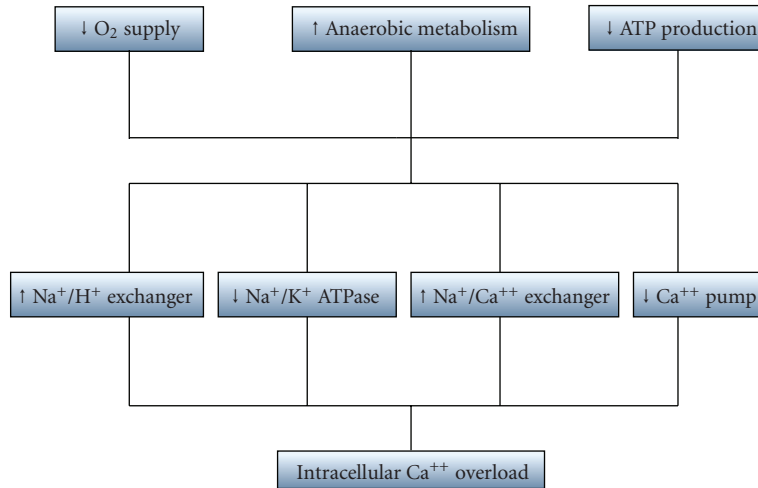 ↓ O₂ supply
↑ Anaerobic metabolism
↓ ATP production
↑ Na⁺/H⁺ exchanger
↓ Na⁺/K⁺ ATPase
↑ Na⁺/Ca⁺⁺ exchanger
↓ Ca⁺⁺ pump
Intracellular Ca⁺⁺ overload